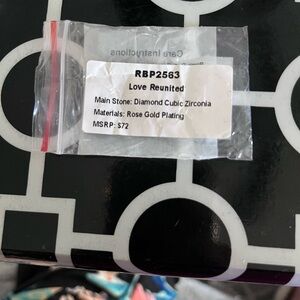 Care Instructions
RBP2563
Love Reunited
Main Stone: Diamond Cubic Zirconia
Materials: Rose Gold Plating
MSRP: $72